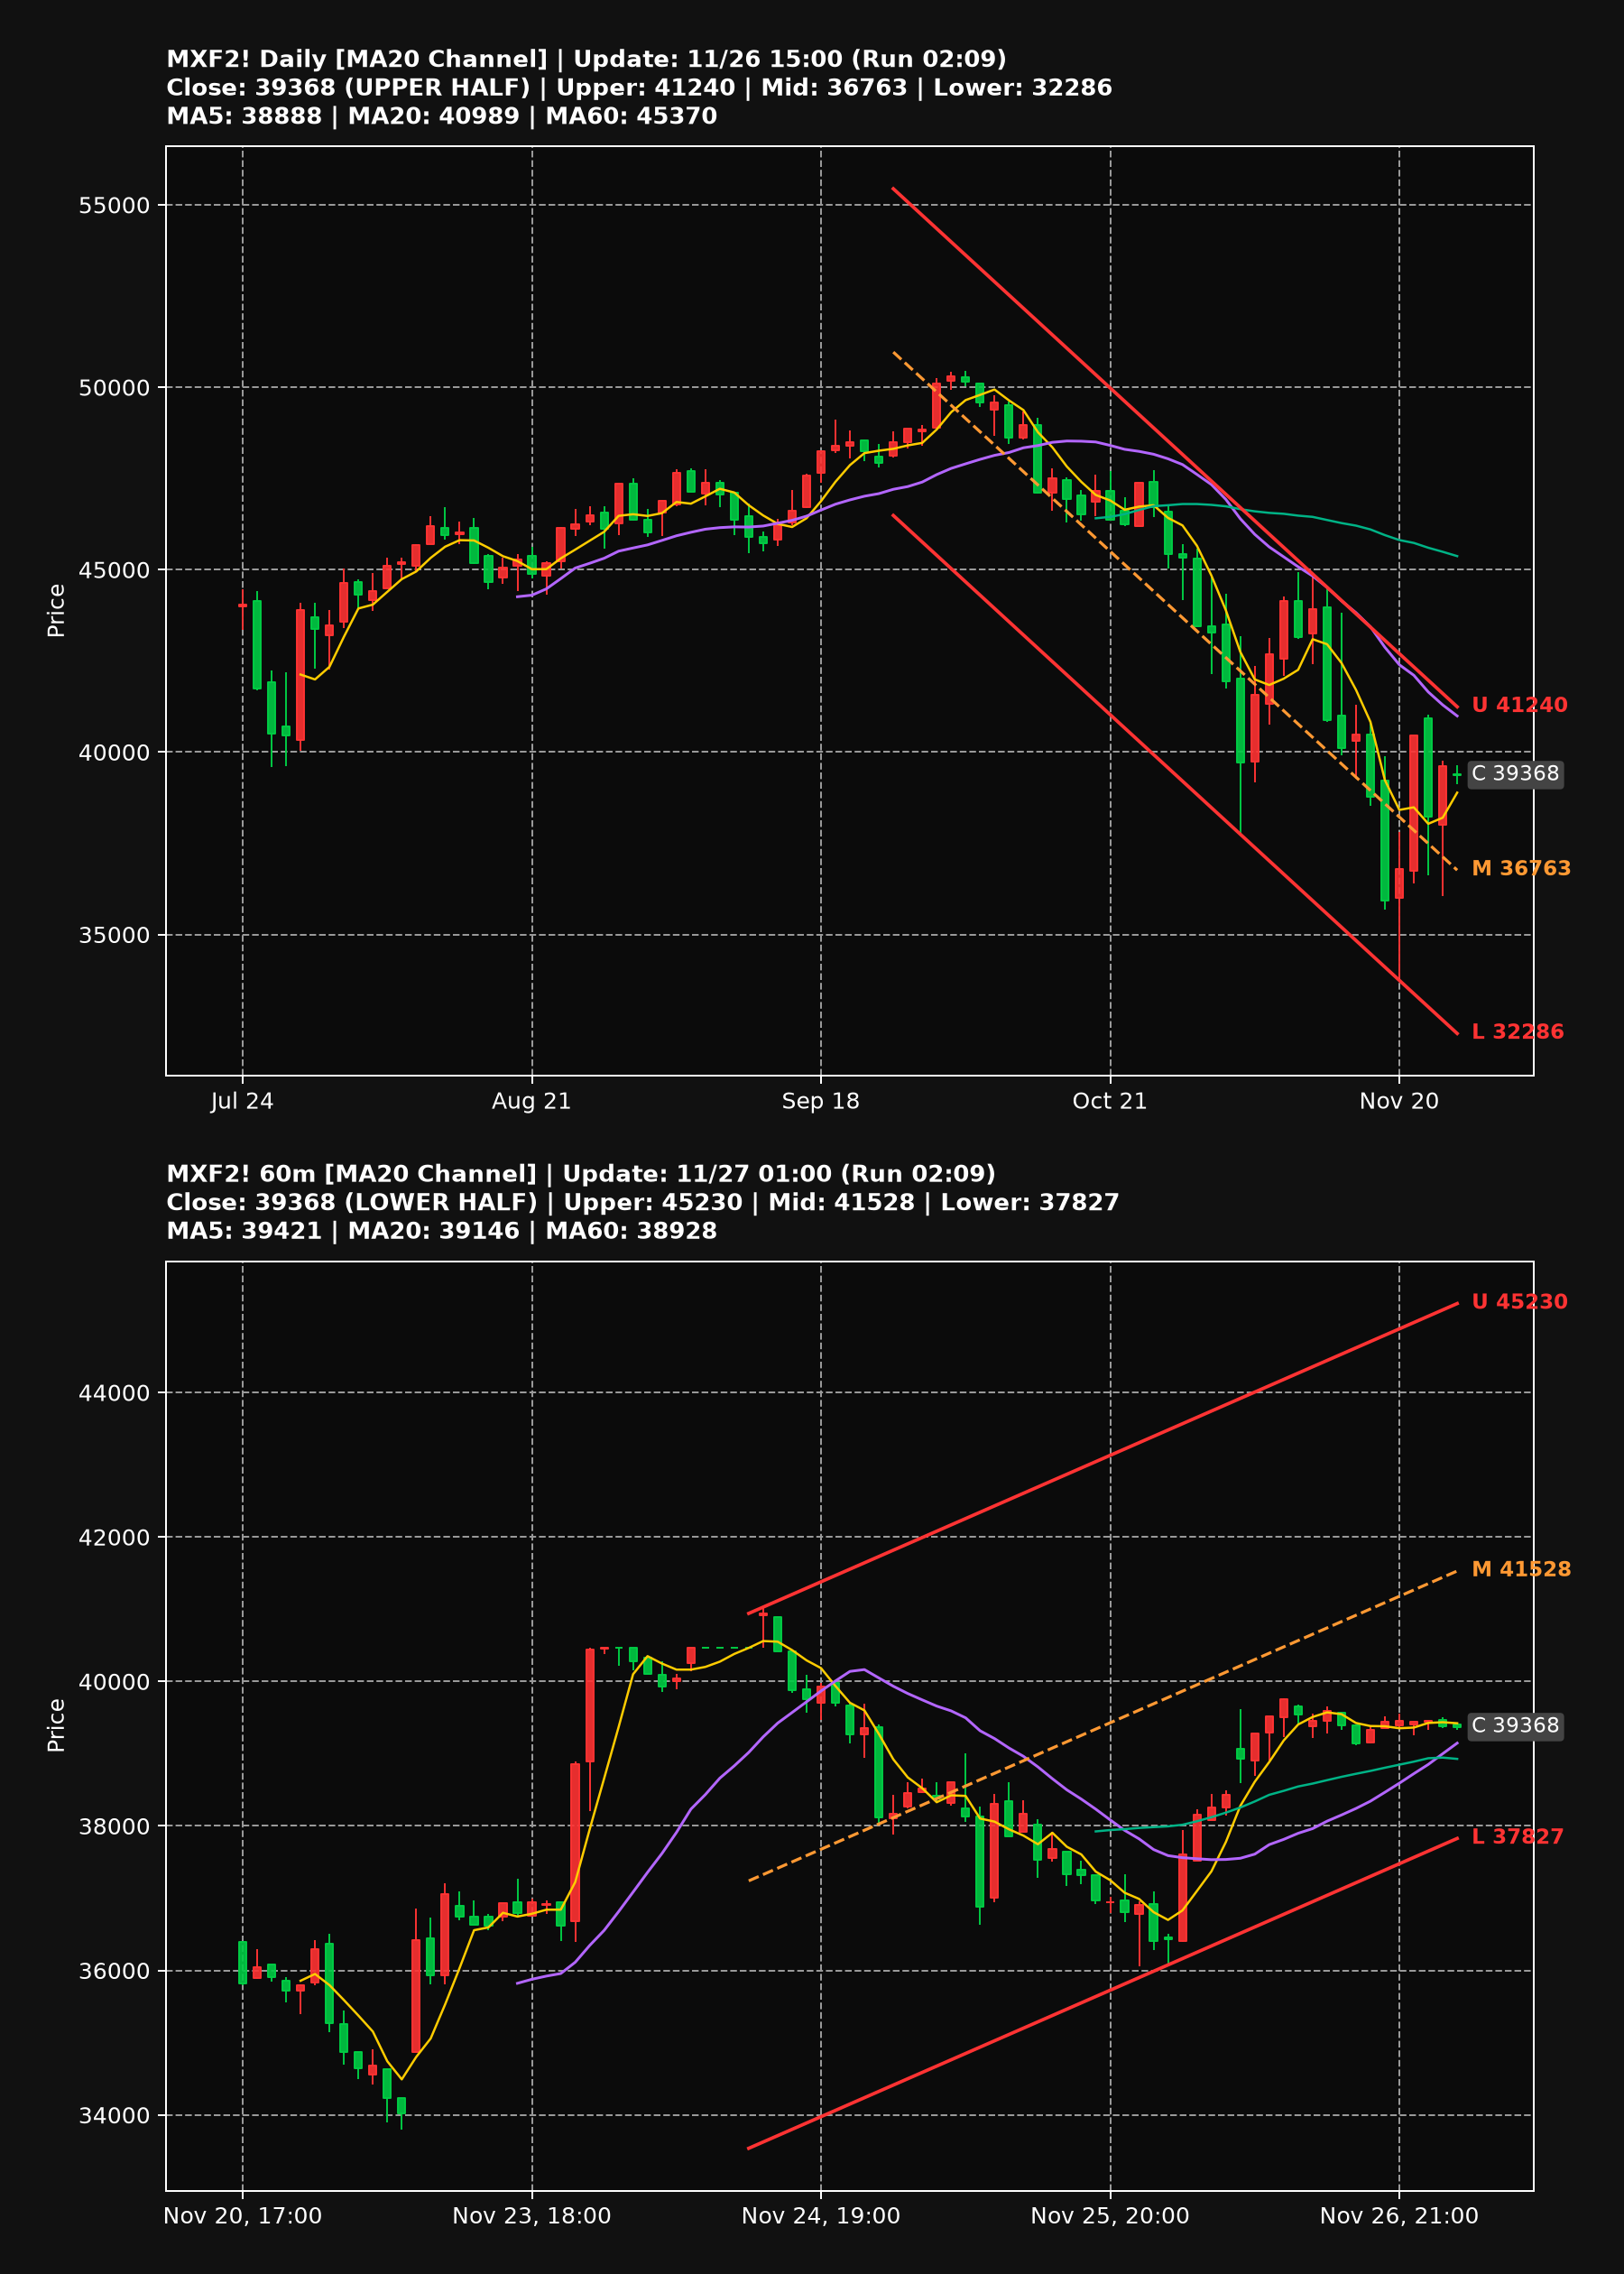 MXF2! Daily [MA20 Channel] | Update: 11/26 15:00 (Run 02:09)
Close: 39368 (UPPER HALF) | Upper: 41240 | Mid: 36763 | Lower: 32286
MA5: 38888 | MA20: 40989 | MA60: 45370
55000
50000
45000
Price
U 41240
40000
C 39368
M 36763
35000
L 32286
Jul 24
Aug 21
Sep 18
Oct 21
Nov 20
MXF2! 60m [MA20 Channel] | Update: 11/27 01:00 (Run 02:09)
Close: 39368 (LOWER HALF) | Upper: 45230 | Mid: 41528 | Lower: 37827
MA5: 39421 | MA20: 39146 | MA60: 38928
U 45230
44000
42000
M 41528
40000
Price
C 39368
38000
L 37827
36000
34000
Nov 20, 17:00
Nov 23, 18:00
Nov 24, 19:00
Nov 25, 20:00
Nov 26, 21:00